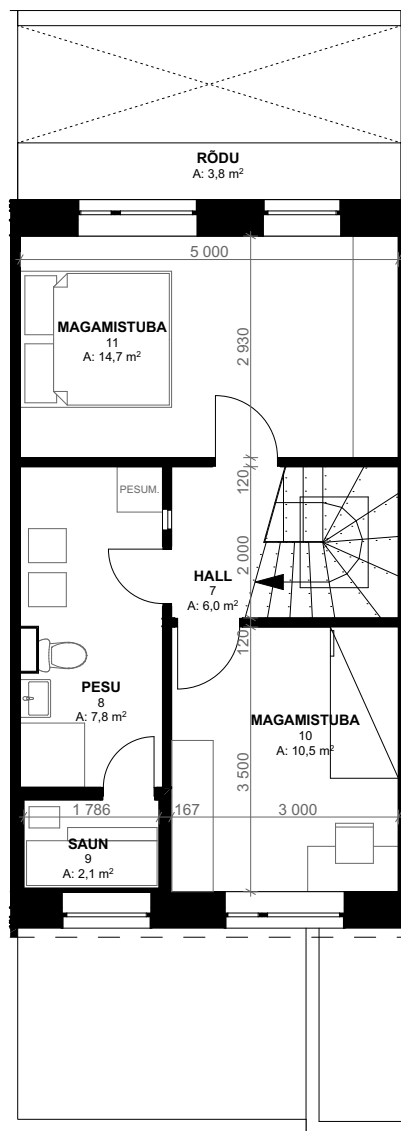 RÕDU
A: 3,8 m²
5 000
MAGAMISTUBA
11
A: 14,7 m²
2 930
PESUM.
120
2 000
HALL
7
A: 6,0 m²
120
PESU
8
A: 7,8 m²
MAGAMISTUBA
10
A: 10,5 m²
3 500
1 786
167
3 000
SAUN
9
A: 2,1 m²